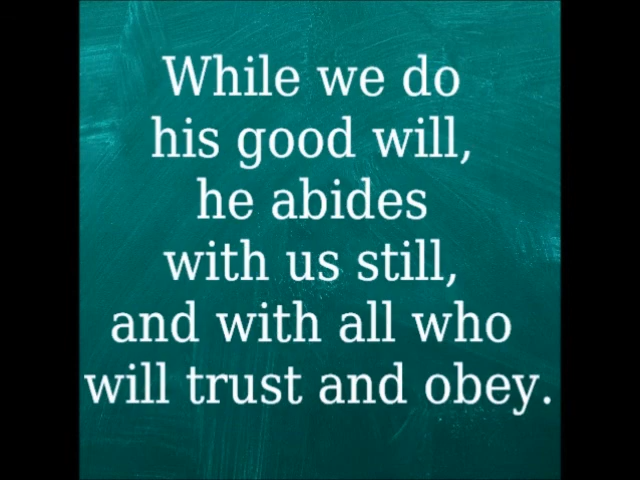 While we do
his good will,
he abides
with us still,
and with all who
will trust and obey.